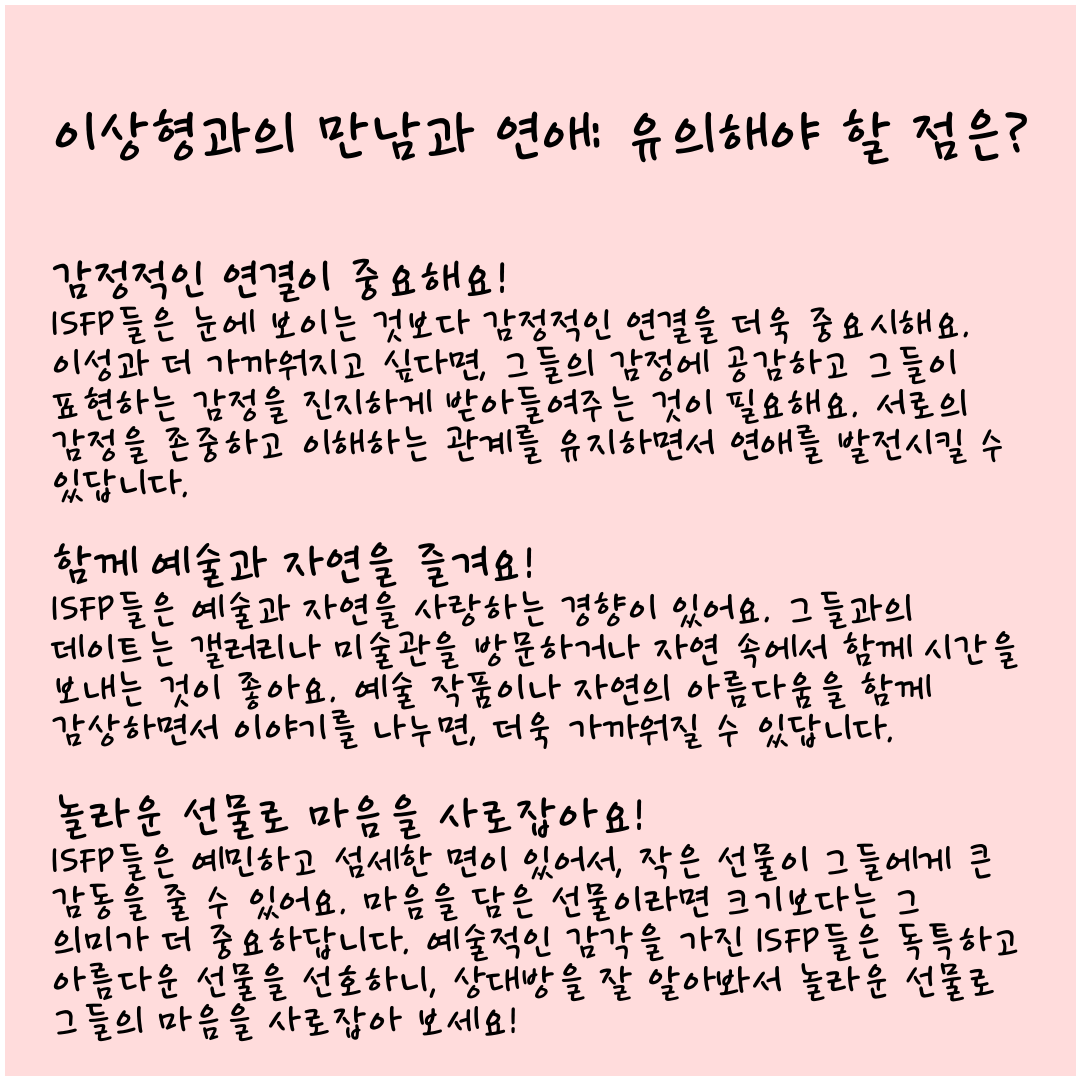 이상형과의 만남과 연애: 유의해야 할 점은?
감정적인 연결이 중요해요!
ISFP들은 눈에 보이는 것보다 감정적인 연결을 더욱 중요시해요.
이성과 더 가까워지고 싶다면, 그들의 감정에 공감하고 그들이
표현하는 감정을 진지하게 받아들여주는 것이 필요해요. 서로의
감정을 존중하고 이해하는 관계를 유지하면서 연애를 발전시킬 수
있답니다.
함께 예술과 자연을 즐겨요!
ISFP들은 예술과 자연을 사랑하는 경향이 있어요. 그들과의
데이트는 갤러리나 미술관을 방문하거나 자연 속에서 함께 시간을
보내는 것이 좋아요. 예술 작품이나 자연의 아름다움을 함께
감상하면서 이야기를 나누면, 더욱 가까워질 수 있답니다.
놀라운 선물로 마음을 사로잡아요!
ISFP들은 예민하고 섬세한 면이 있어서, 작은 선물이 그들에게 큰
감동을 줄 수 있어요. 마음을 담은 선물이라면 크기보다는 그
의미가 더 중요하답니다. 예술적인 감각을 가진 ISFP들은 독특하고
아름다운 선물을 선호하니, 상대방을 잘 알아봐서 놀라운 선물로
그들의 마음을 사로잡아 보세요!